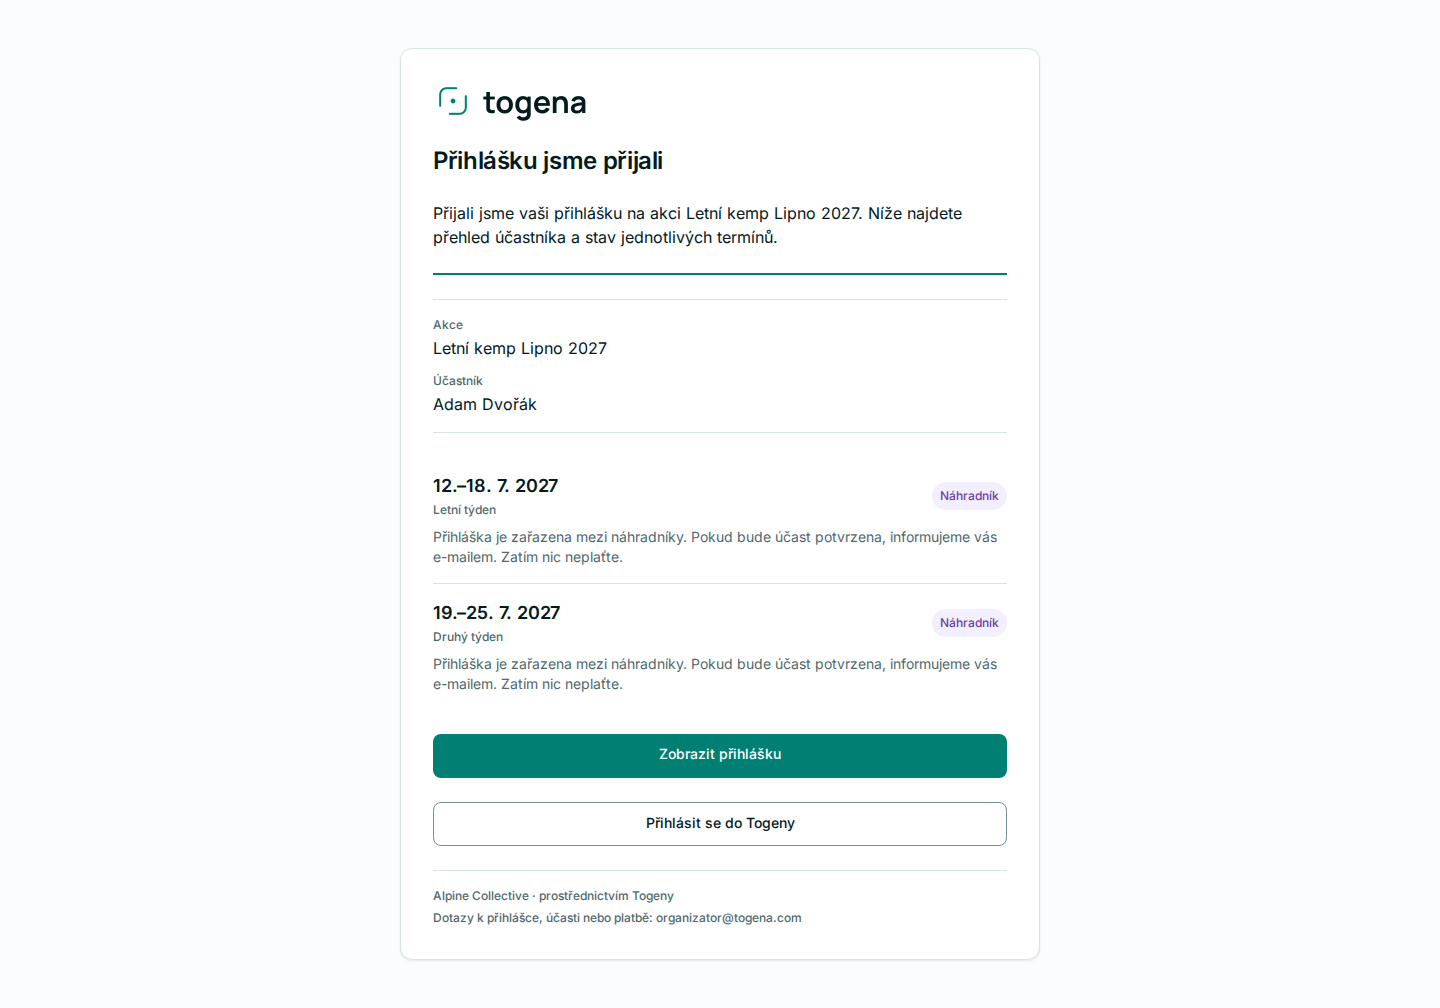 togena
Přihlášku jsme přijali
Přijali jsme vaši přihlášku na akci Letní kemp Lipno 2027. Níže najdete
přehled účastníka a stav jednotlivých termínů.
Akce
Letní kemp Lipno 2027
Účastník
Adam Dvořák
12.–18. 7. 2027
Náhradník
Letní týden
Přihláška je zařazena mezi náhradníky. Pokud bude účast potvrzena, informujeme vás
e-mailem. Zatím nic neplaťte.
19.–25. 7. 2027
Náhradník
Druhý týden
Přihláška je zařazena mezi náhradníky. Pokud bude účast potvrzena, informujeme vás
e-mailem. Zatím nic neplaťte.
Zobrazit přihlášku
Přihlásit se do Togeny
Alpine Collective · prostřednictvím Togeny
Dotazy k přihlášce, účasti nebo platbě: organizator@togena.com